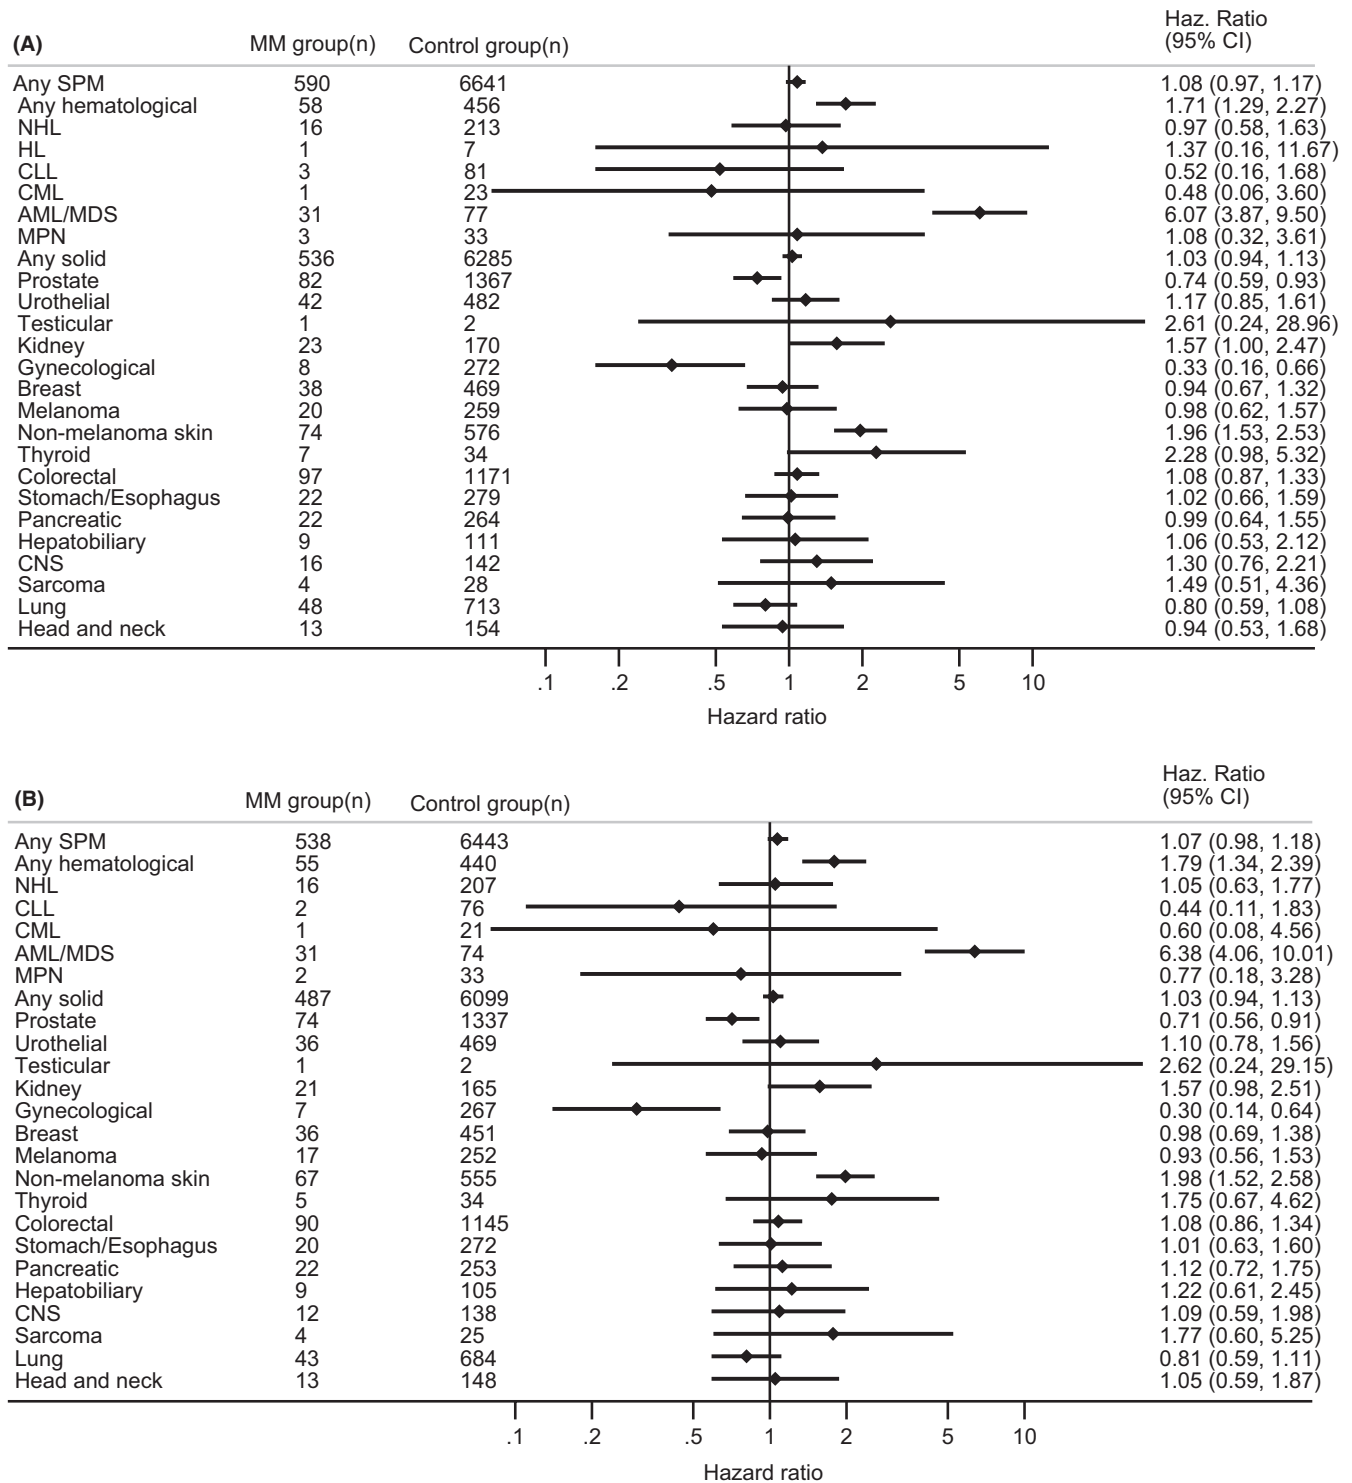 (A) MM group(n) Control group(n) Haz. Ratio (95% CI)
Any SPM 590 6641 1.08 (0.97, 1.17)
Any hematological 58 456 1.71 (1.29, 2.27)
NHL 16 213 0.97 (0.58, 1.63)
HL 1 7 1.37 (0.16, 11.67)
CLL 3 81 0.52 (0.16, 1.68)
CML 1 23 0.48 (0.06, 3.60)
AML/MDS 31 77 6.07 (3.87, 9.50)
MPN 3 33 1.08 (0.32, 3.61)
Any solid 536 6285 1.03 (0.94, 1.13)
Prostate 82 1367 0.74 (0.59, 0.93)
Urothelial 42 482 1.17 (0.85, 1.61)
Testicular 1 2 2.61 (0.24, 28.96)
Kidney 23 170 1.57 (1.00, 2.47)
Gynecological 8 272 0.33 (0.16, 0.66)
Breast 38 469 0.94 (0.67, 1.32)
Melanoma 20 259 0.98 (0.62, 1.57)
Non-melanoma skin 74 576 1.96 (1.53, 2.53)
Thyroid 7 34 2.28 (0.98, 5.32)
Colorectal 97 1171 1.08 (0.87, 1.33)
Stomach/Esophagus 22 279 1.02 (0.66, 1.59)
Pancreatic 22 264 0.99 (0.64, 1.55)
Hepatobiliary 9 111 1.06 (0.53, 2.12)
CNS 16 142 1.30 (0.76, 2.21)
Sarcoma 4 28 1.49 (0.51, 4.36)
Lung 48 713 0.80 (0.59, 1.08)
Head and neck 13 154 0.94 (0.53, 1.68)
.1 .2 .5 1 2 5 10
Hazard ratio
(B) MM group(n) Control group(n) Haz. Ratio (95% CI)
Any SPM 538 6443 1.07 (0.98, 1.18)
Any hematological 55 440 1.79 (1.34, 2.39)
NHL 16 207 1.05 (0.63, 1.77)
CLL 2 76 0.44 (0.11, 1.83)
CML 1 21 0.60 (0.08, 4.56)
AML/MDS 31 74 6.38 (4.06, 10.01)
MPN 2 33 0.77 (0.18, 3.28)
Any solid 487 6099 1.03 (0.94, 1.13)
Prostate 74 1337 0.71 (0.56, 0.91)
Urothelial 36 469 1.10 (0.78, 1.56)
Testicular 1 2 2.62 (0.24, 29.15)
Kidney 21 165 1.57 (0.98, 2.51)
Gynecological 7 267 0.30 (0.14, 0.64)
Breast 36 451 0.98 (0.69, 1.38)
Melanoma 17 252 0.93 (0.56, 1.53)
Non-melanoma skin 67 555 1.98 (1.52, 2.58)
Thyroid 5 34 1.75 (0.67, 4.62)
Colorectal 90 1145 1.08 (0.86, 1.34)
Stomach/Esophagus 20 272 1.01 (0.63, 1.60)
Pancreatic 22 253 1.12 (0.72, 1.75)
Hepatobiliary 9 105 1.22 (0.61, 2.45)
CNS 12 138 1.09 (0.59, 1.98)
Sarcoma 4 25 1.77 (0.60, 5.25)
Lung 43 684 0.81 (0.59, 1.11)
Head and neck 13 148 1.05 (0.59, 1.87)
.1 .2 .5 1 2 5 10
Hazard ratio